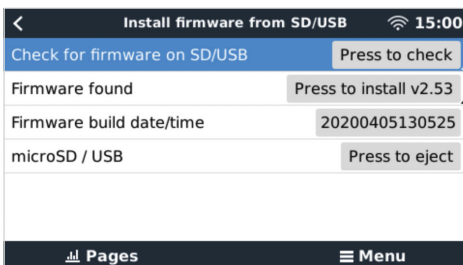 Install firmware from SD/USB 15:00
Check for firmware on SD/USB Press to check
Firmware found Press to install v2.53
Firmware build date/time 20200405130525
microSD / USB Press to eject
Pages Menu